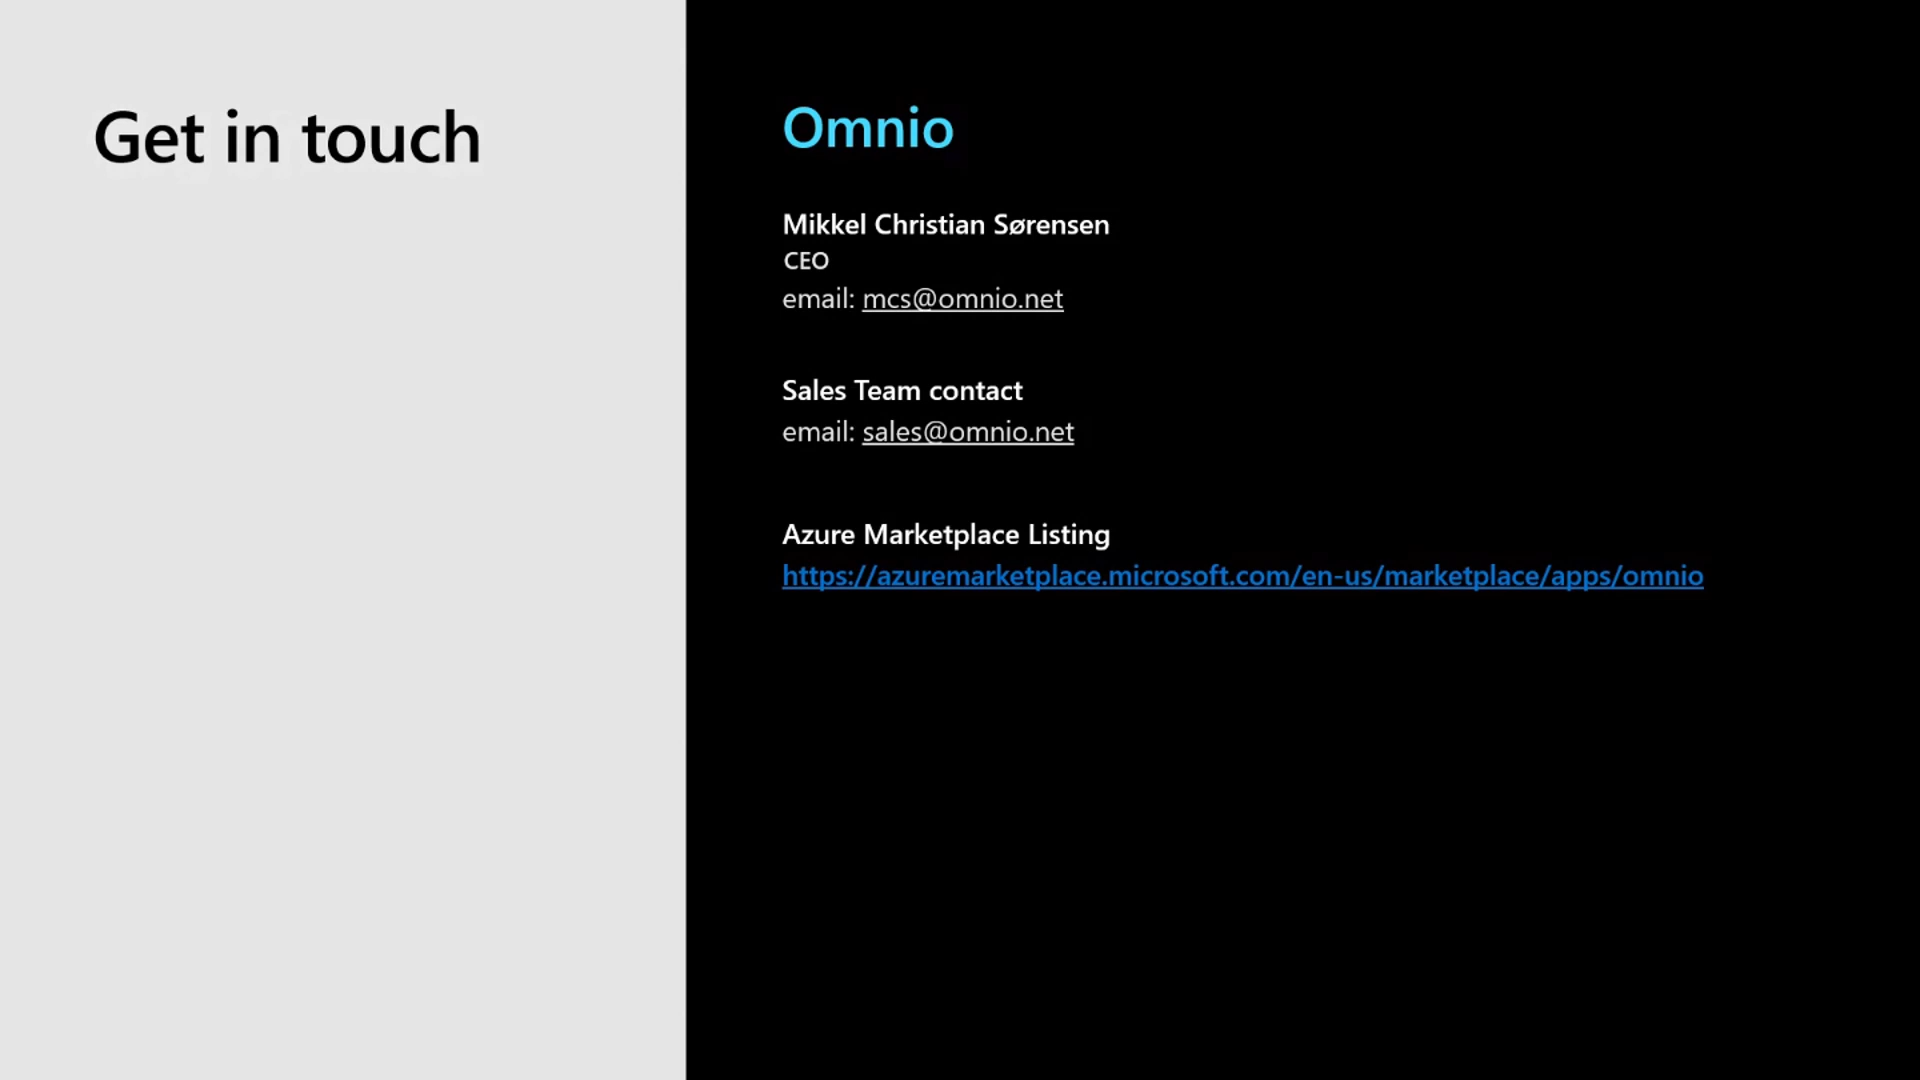 Get in touch
Omnio
Mikkel Christian Sørensen
CEO
email: mcs@omnio.net
Sales Team contact
email: sales@omnio.net
Azure Marketplace Listing
https://azuremarketplace.microsoft.com/en-us/marketplace/apps/omnio